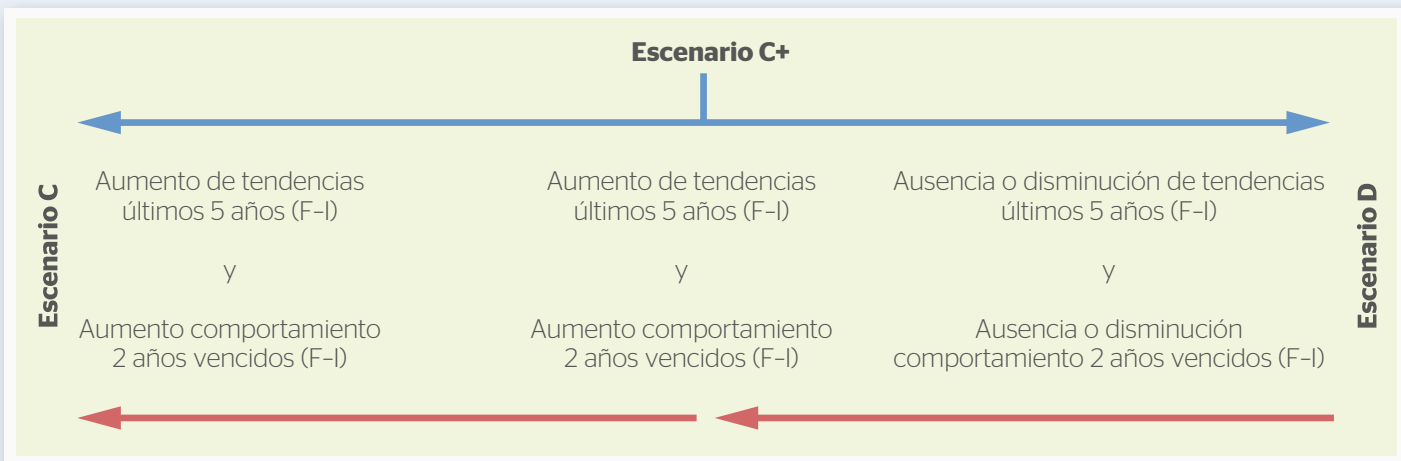 Escenario C+
Escenario C
Aumento de tendencias
últimos 5 años (F-I)
y
Aumento comportamiento
2 años vencidos (F-I)
Aumento de tendencias
últimos 5 años (F-I)
y
Aumento comportamiento
2 años vencidos (F-I)
Ausencia o disminución de tendencias
últimos 5 años (F-I)
y
Ausencia o disminución
comportamiento 2 años vencidos (F-I)
Escenario D